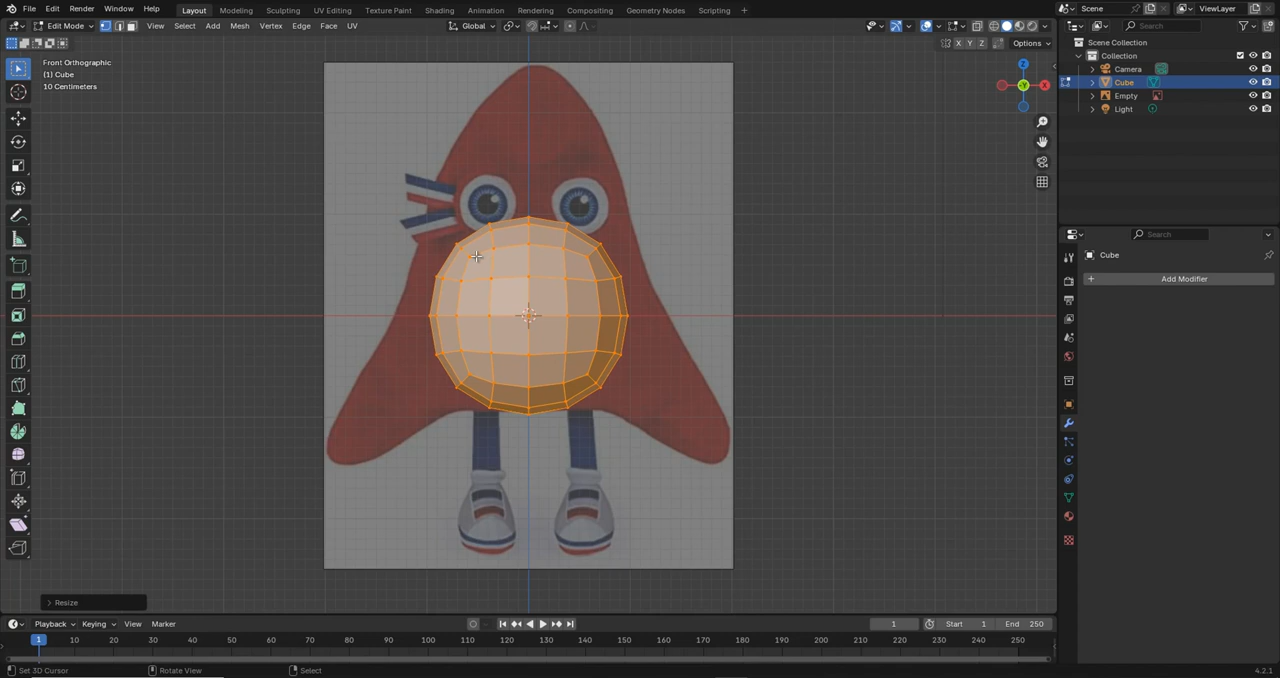 File Edit Render Window Help Layout Modeling Sculpting UV Editing Texture Paint Shading Animation Rendering Compositing Geometry Nodes Scripting + Scene ViewLayer
Edit Mode View Select Add Mesh Vertex Edge Face UV Global Search
X Y Z Options Scene Collection
Collection
Front Orthographic
(1) Cube
10 Centimeters
Z
Y
X
Camera
Cube
Empty
Light
Search
Cube
+ Add Modifier
> Resize
Playback Keying View Marker 1 Start 1 End 250
1 10 20 30 40 50 60 70 80 90 100 110 120 130 140 150 160 170 180 190 200 210 220 230 240 250
Set 3D Cursor Rotate View Select 4.2.1